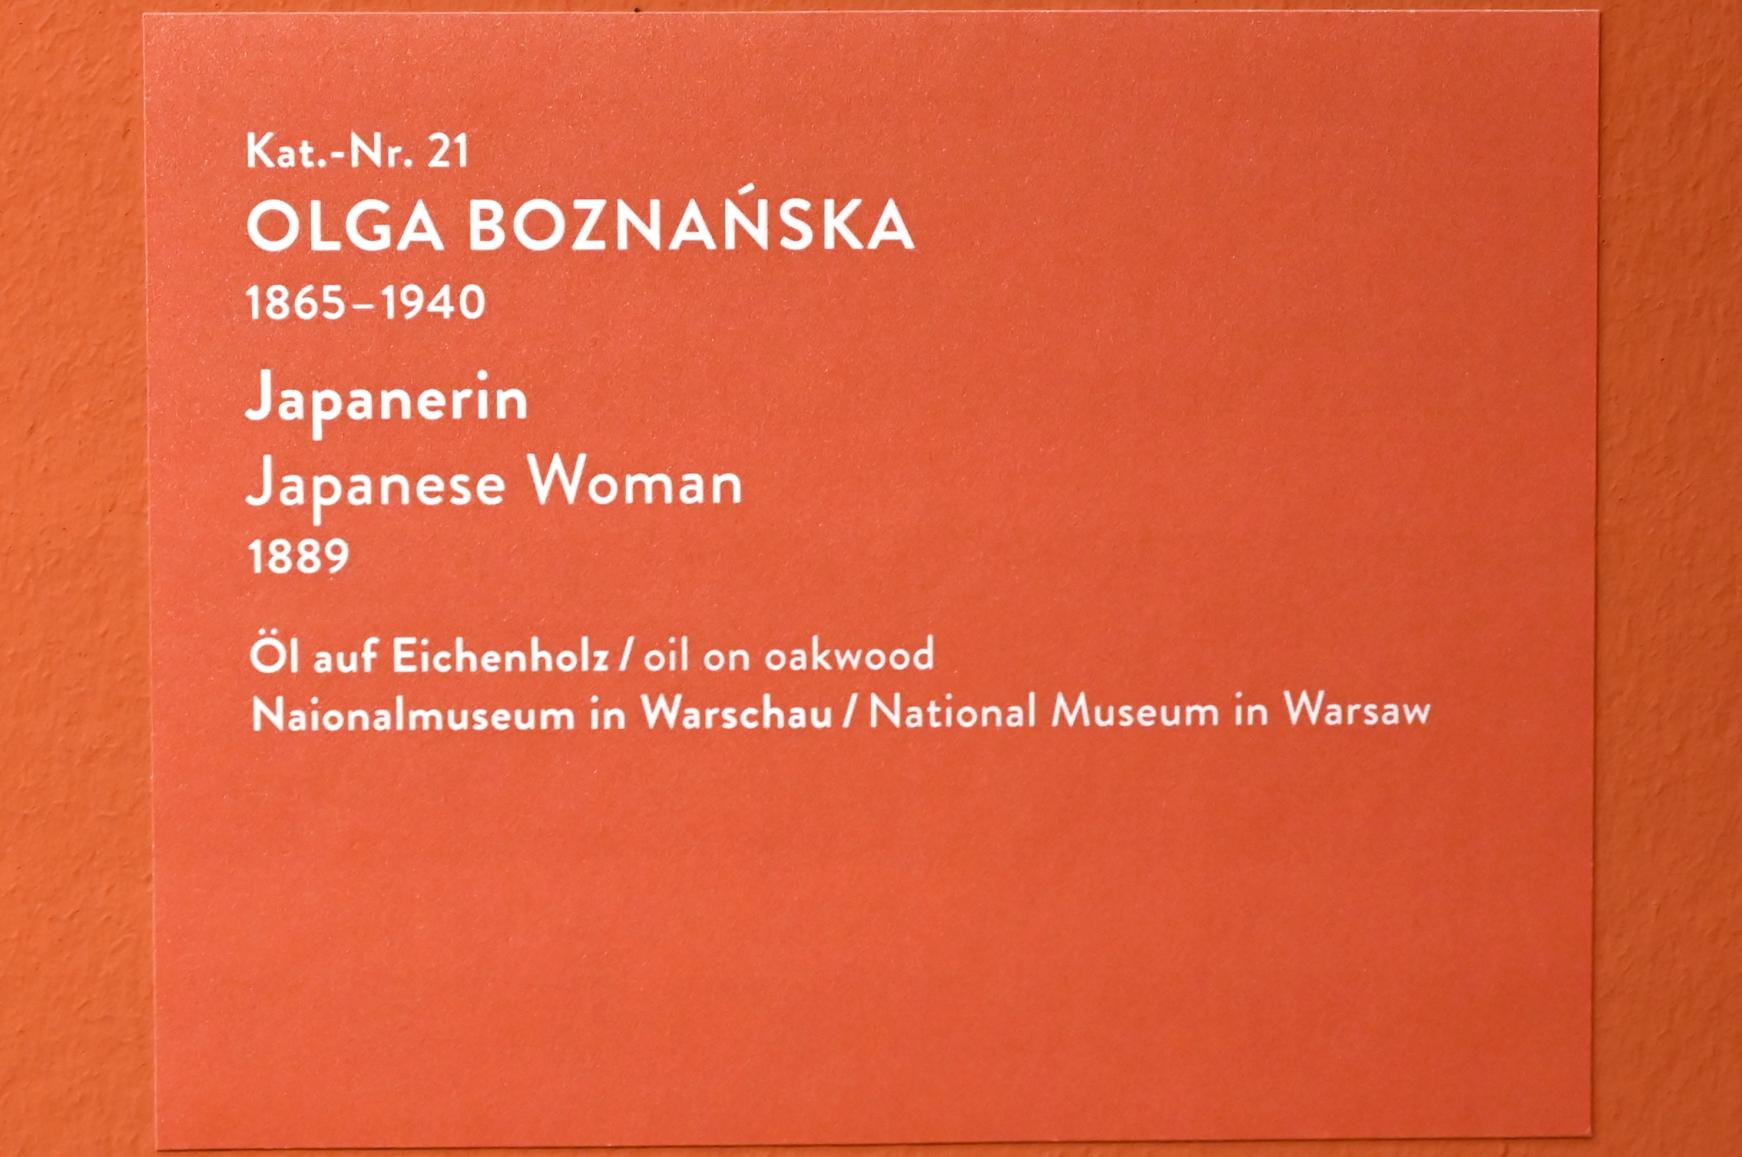 Kat.-Nr. 21
OLGA BOZNAŃSKA
1865–1940
Japanerin
Japanese Woman
1889
Öl auf Eichenholz / oil on oakwood
Naionalmuseum in Warschau / National Museum in Warsaw